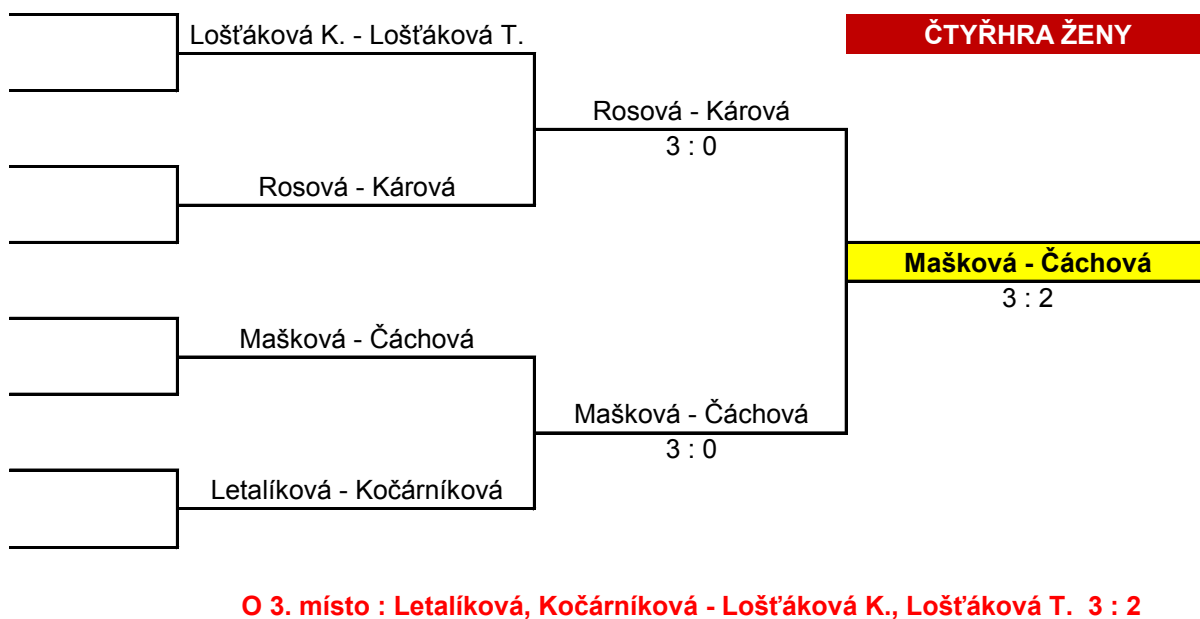 Lošťáková K. - Lošťáková T.
ČTYŘHRA ŽENY
Rosová - Kárová
3 : 0
Rosová - Kárová
Mašková - Čáchová
3 : 2
Mašková - Čáchová
Mašková - Čáchová
3 : 0
Letalíková - Kočárníková
O 3. místo : Letalíková, Kočárníková - Lošťáková K., Lošťáková T. 3 : 2